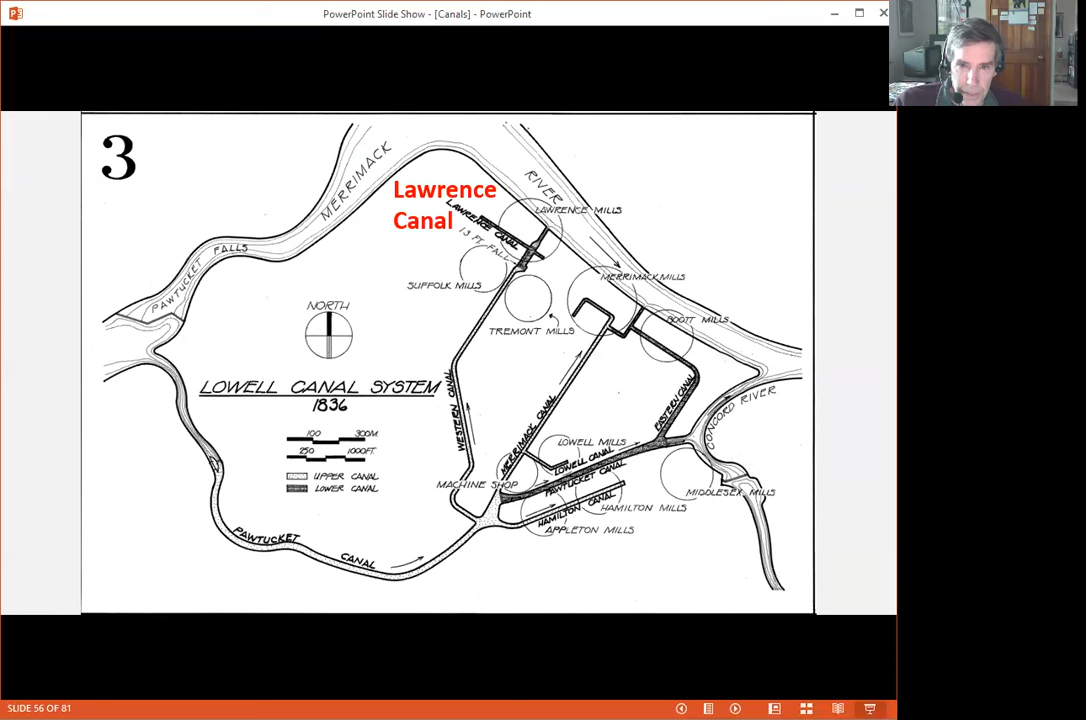 PowerPoint Slide Show - [Canals] - PowerPoint
3
MERRIMACK
RIVER
Lawrence
Canal
LAWRENCE CANAL
LAWRENCE MILLS
13 FT. FALL
PAWTUCKET FALLS
SUFFOLK MILLS
MERRIMACK MILLS
NORTH
TREMONT MILLS
BOOTT MILLS
LOWELL CANAL SYSTEM
1836
WESTERN CANAL
MERRIMACK CANAL
EASTERN CANAL
CONCORD RIVER
100 300M.
250 1000FT.
UPPER CANAL
LOWER CANAL
LOWELL MILLS
LOWELL CANAL
PAWTUCKET CANAL
MACHINE SHOP
HAMILTON CANAL
HAMILTON MILLS
MIDDLESEX MILLS
APPLETON MILLS
PAWTUCKET
CANAL
SLIDE 56 OF 81